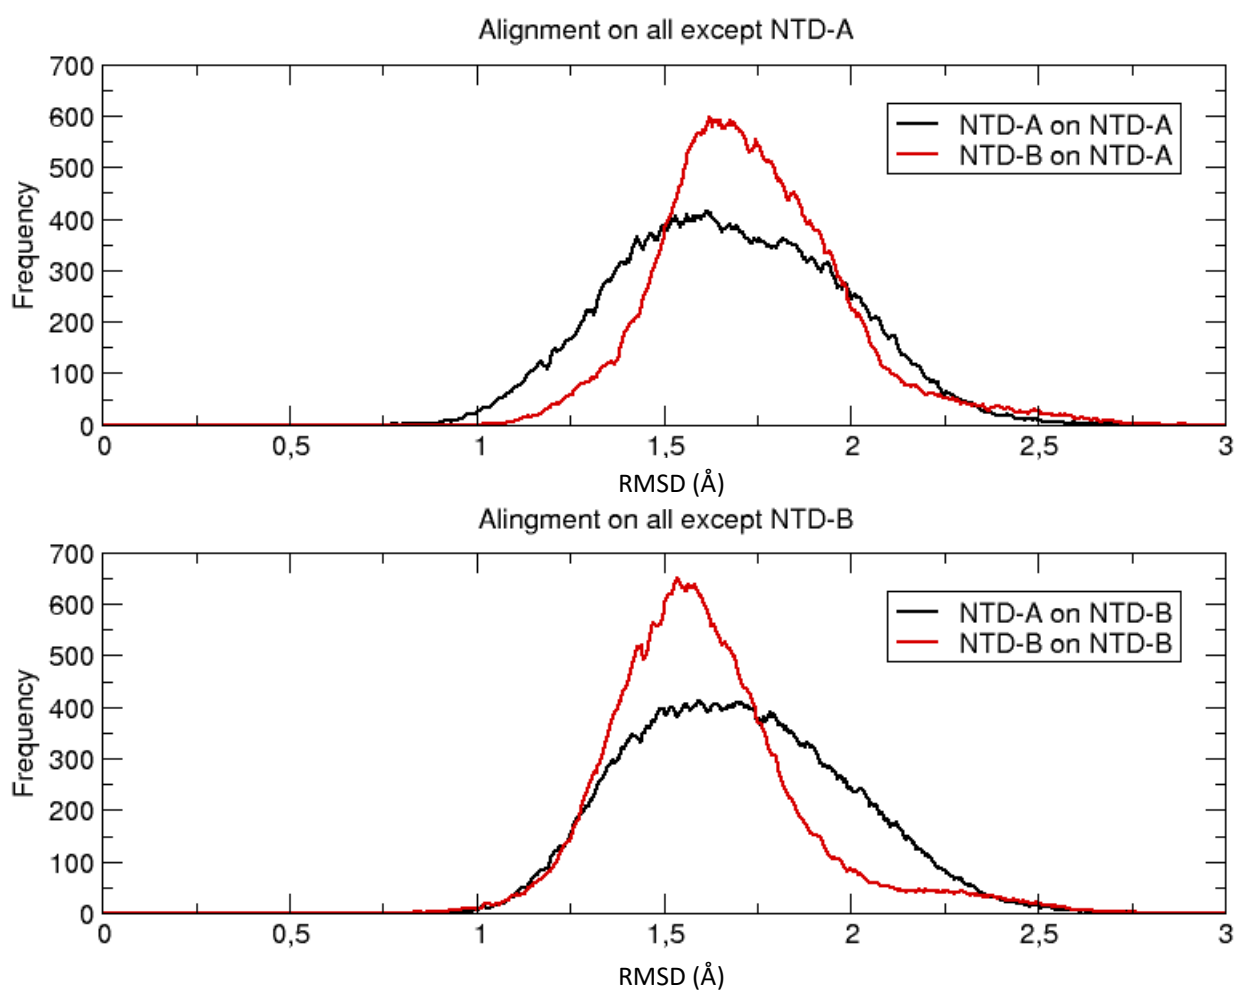 Alignment on all except NTD-A
700
600
500
400
300
200
100
0
Frequency
NTD-A on NTD-A
NTD-B on NTD-A
0 0,5 1 1,5 2 2,5 3
RMSD (Å)
Alingment on all except NTD-B
700
600
500
400
300
200
100
0
Frequency
NTD-A on NTD-B
NTD-B on NTD-B
0 0,5 1 1,5 2 2,5 3
RMSD (Å)